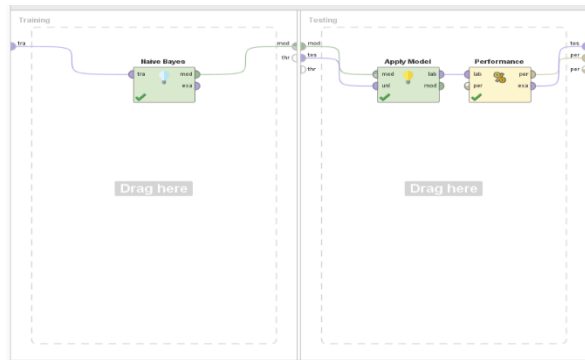 Training
tra
Naive Bayes
tra
mod
exa
mod
thr
Drag here
Testing
mod
tes
thr
Apply Model
mod
lab
unl
mod
Performance
lab
per
per
exa
tes
per
per
Drag here